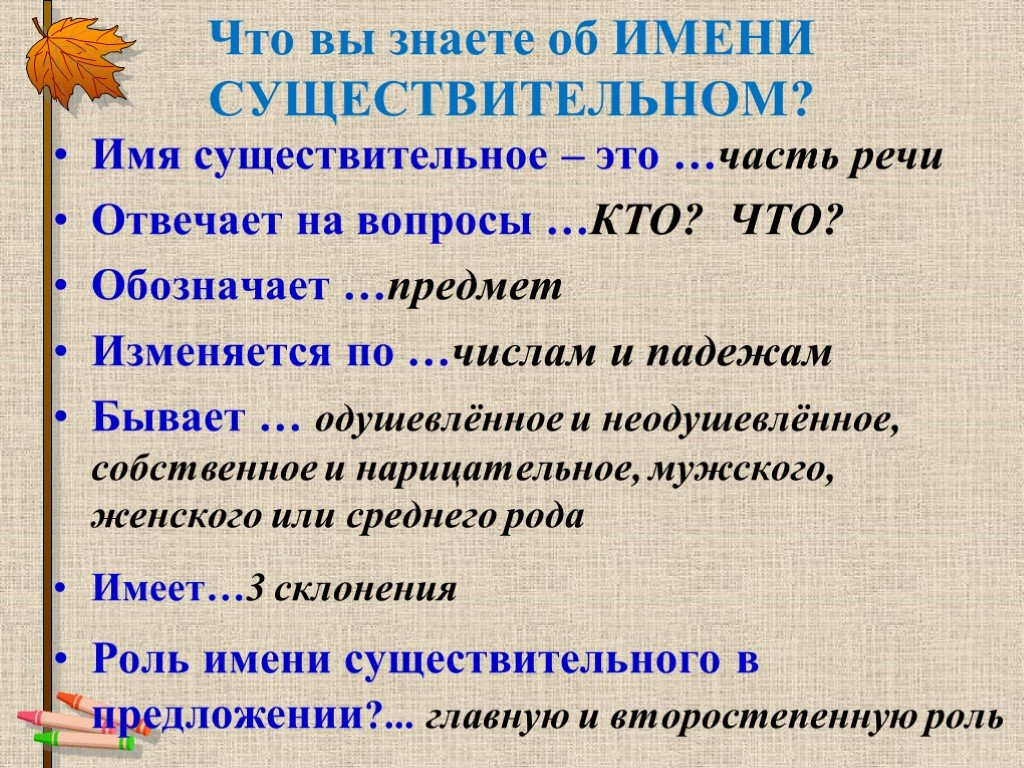 Что вы знаете об ИМЕНИ
СУЩЕСТВИТЕЛЬНОМ?
• Имя существительное – это …часть речи
• Отвечает на вопросы …КТО? ЧТО?
• Обозначает …предмет
• Изменяется по …числам и падежам
• Бывает … одушевлённое и неодушевлённое,
собственное и нарицательное, мужского,
женского или среднего рода
• Имеет…3 склонения
• Роль имени существительного в
предложении?... главную и второстепенную роль